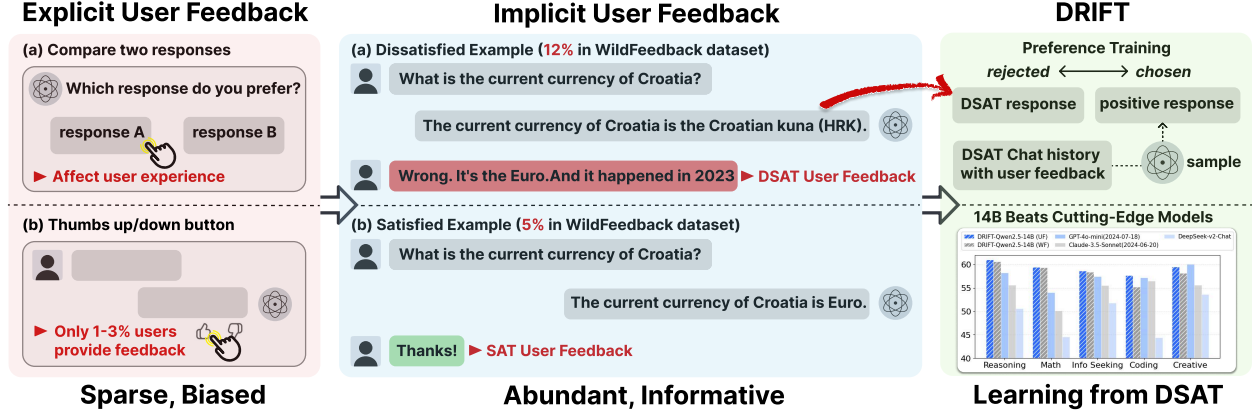 Explicit User Feedback
(a) Compare two responses
Which response do you prefer?
response A
response B
Affect user experience
(b) Thumbs up/down button
Only 1-3% users
provide feedback
Sparse, Biased
Implicit User Feedback
(a) Dissatisfied Example (12% in WildFeedback dataset)
What is the current currency of Croatia?
The current currency of Croatia is the Croatian kuna (HRK).
Wrong. It's the Euro.And it happened in 2023
DSAT User Feedback
(b) Satisfied Example (5% in WildFeedback dataset)
What is the current currency of Croatia?
The current currency of Croatia is Euro.
Thanks!
SAT User Feedback
Abundant, Informative
DRIFT
Preference Training
rejected
chosen
DSAT response
positive response
DSAT Chat history
with user feedback
sample
14B Beats Cutting-Edge Models
DRIFT-Qwen2.5-14B (UF)
GPT-4o-mini(2024-07-18)
DeepSeek-v2-Chat
DRIFT-Qwen2.5-14B (WF)
Claude-3.5-Sonnet(2024-06-20)
60
55
50
45
40
Reasoning
Math
Info Seeking
Coding
Creative
Learning from DSAT